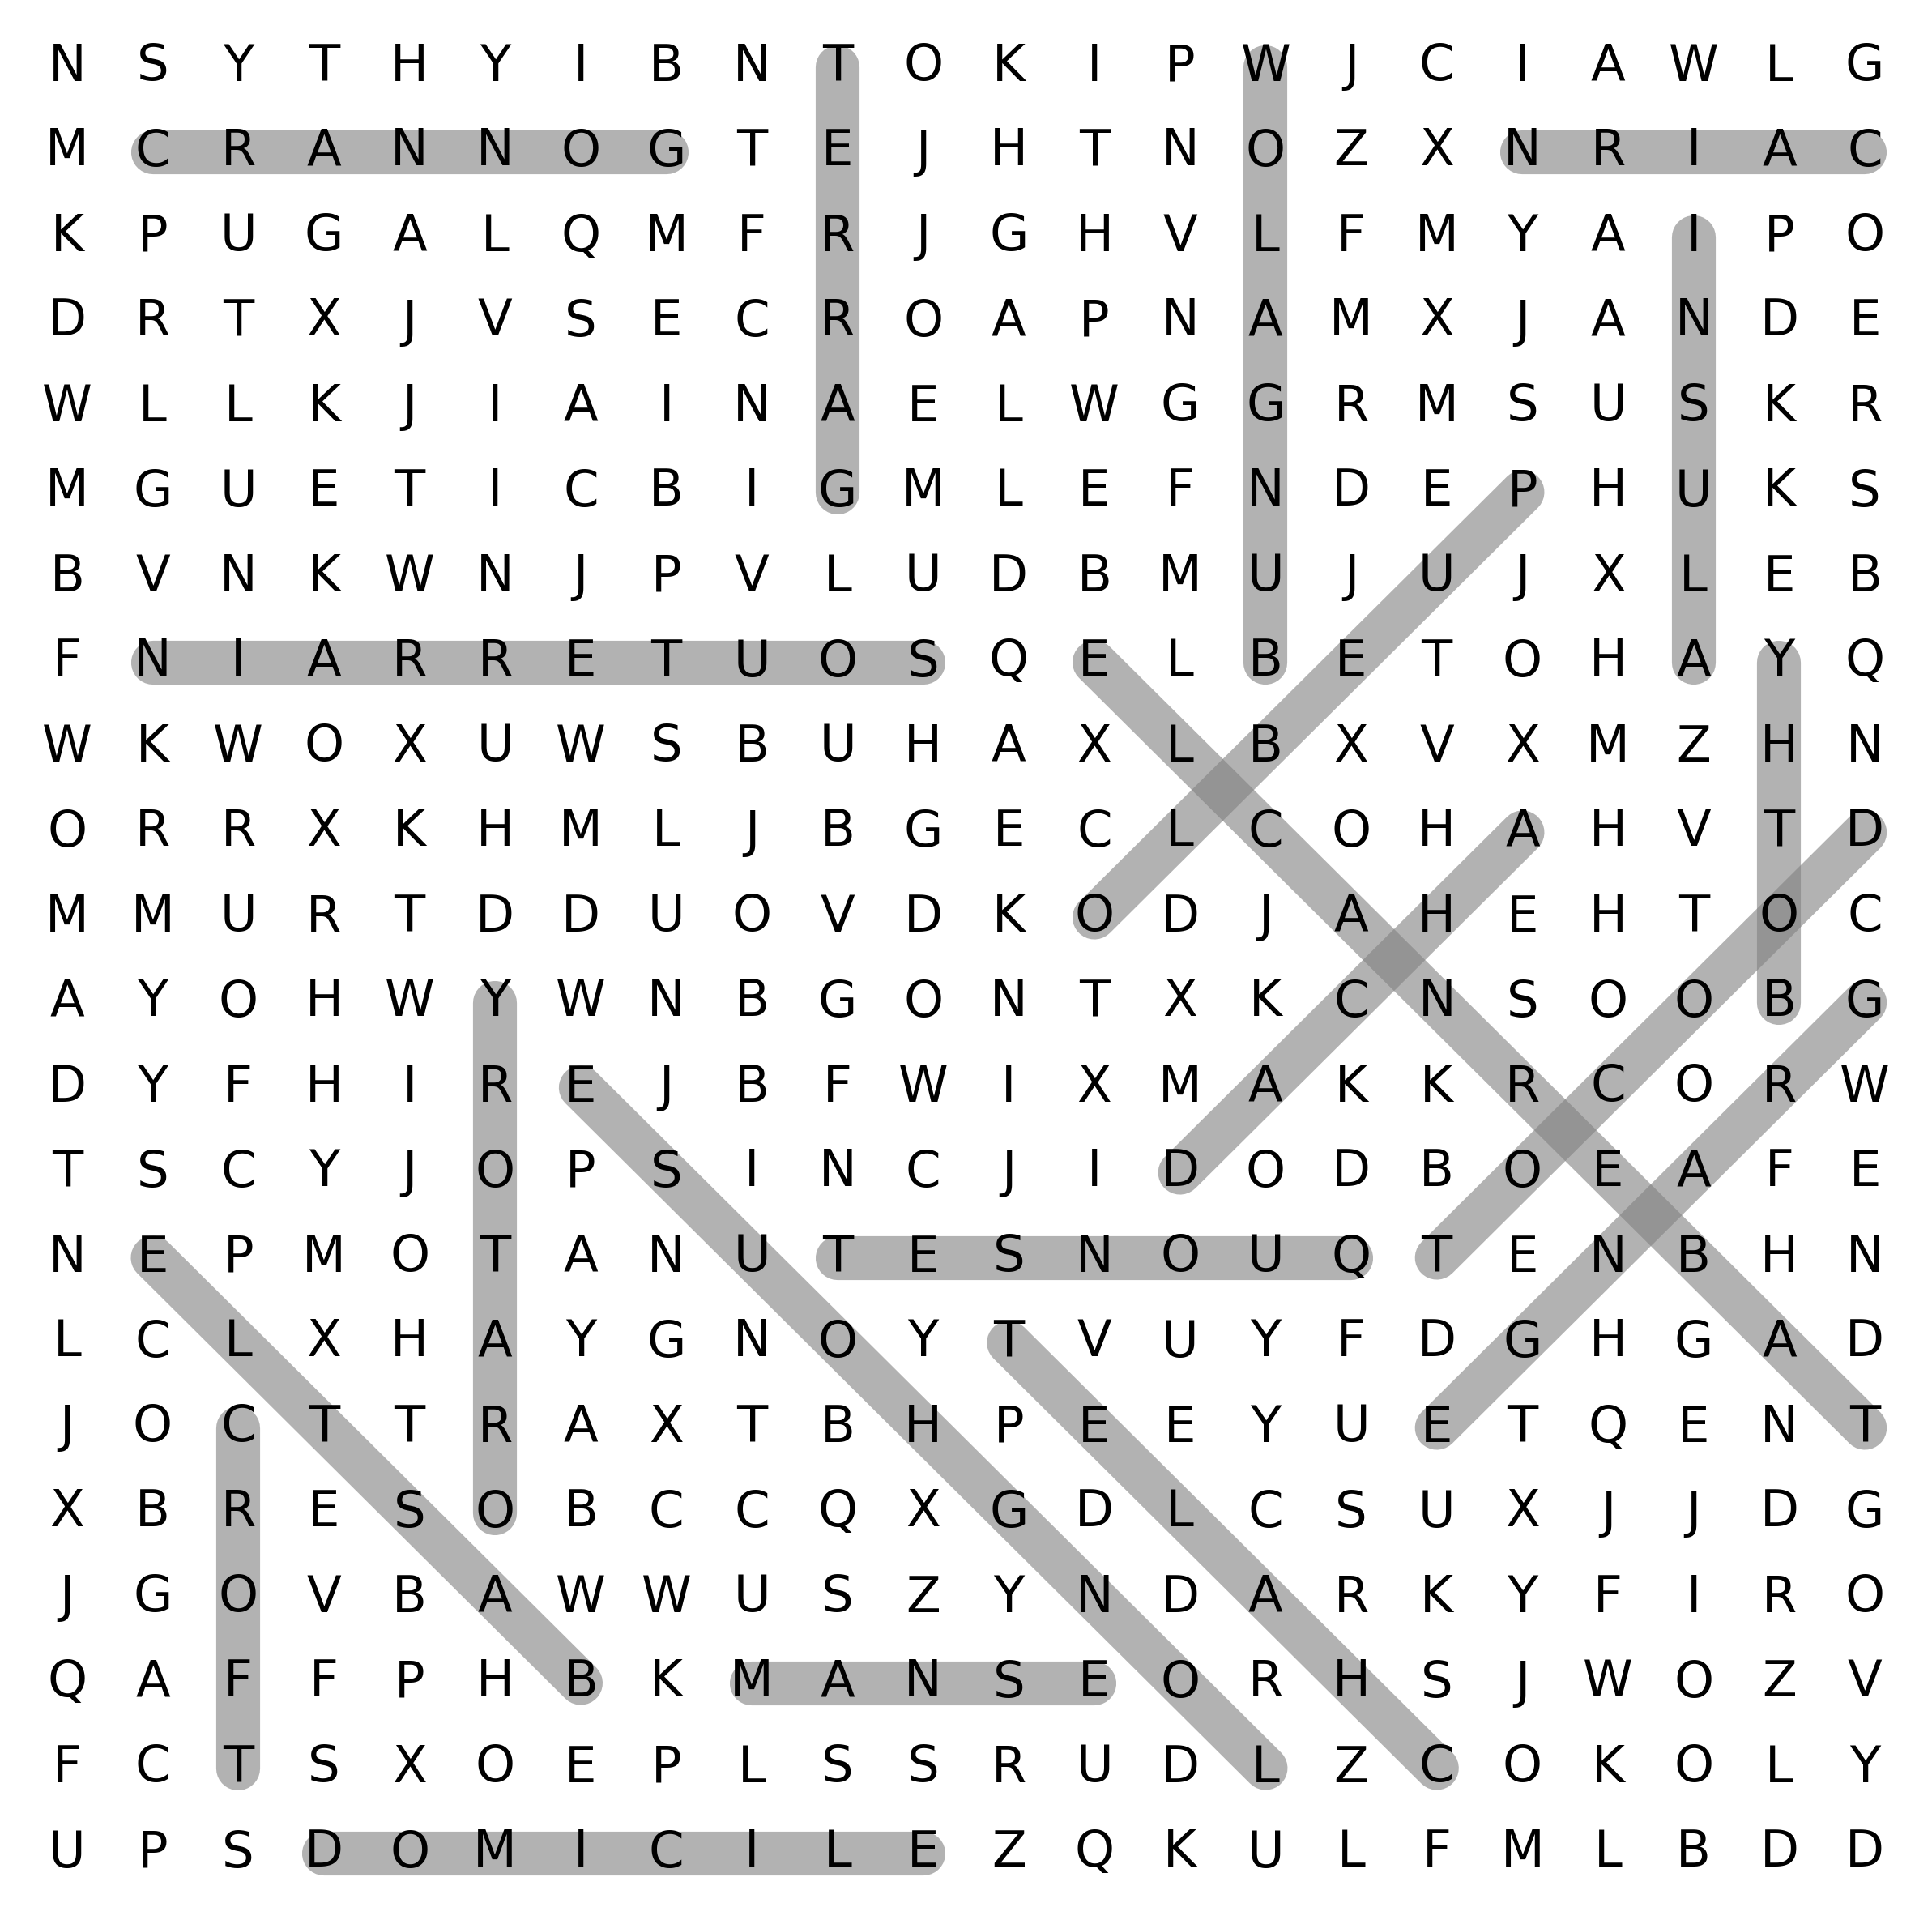 N S Y T H Y I B N T O K I P W J C I A W L G
M C R A N N O G T E J H T N O Z X N R I A C
K P U G A L Q M F R J G H V L F M Y A I P O
D R T X J V S E C R O A P N A M X J A N D E
W L L K J I A I N A E L W G G R M S U S K R
M G U E T I C B I G M L E F N D E P H U K S
B V N K W N J P V L U D B M U J U J X L E B
F N I A R R E T U O S Q E L B E T O H A Y Q
W K W O X U W S B U H A X L B X V X M Z H N
O R R X K H M L J B G E C L C O H A H V T D
M M U R T D D U O V D K O D J A H E H T O C
A Y O H W Y W N B G O N T X K C N S O O B G
D Y F H I R E J B F W I X M A K K R C O R W
T S C Y J O P S I N C J I D O D B O E A F E
N E P M O T A N U T E S N O U Q T E N B H N
L C L X H A Y G N O Y T V U Y F D G H G A D
J O C T T R A X T B H P E E Y U E T Q E N T
X B R E S O B C C Q X G D L C S U X J J D G
J G O V B A W W U S Z Y N D A R K Y F I R O
Q A F F P H B K M A N S E O R H S J W O Z V
F C T S X O E P L S S R U D L Z C O K O L Y
U P S D O M I C I L E Z Q K U L F M L B D D